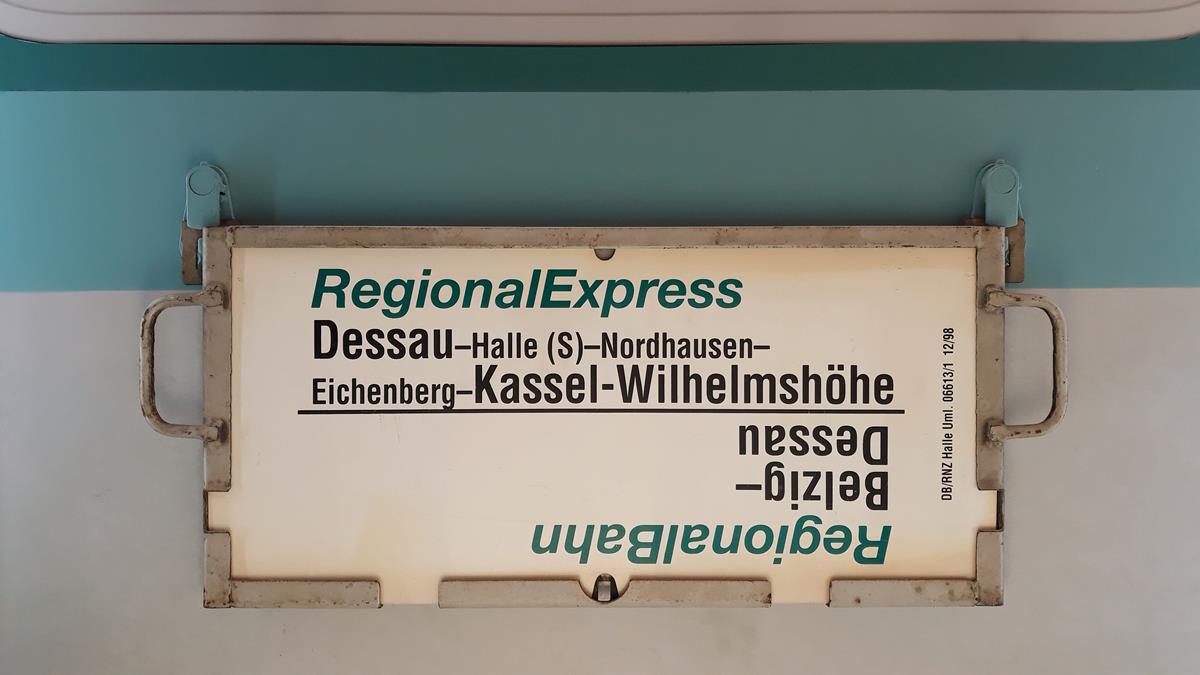 RegionalExpress
Dessau–Halle (S)–Nordhausen–
Eichenberg–Kassel-Wilhelmshöhe
RegionalBahn
Belzig–
Dessau
DB/RNZ Halle Uml. 06613/1 12/98